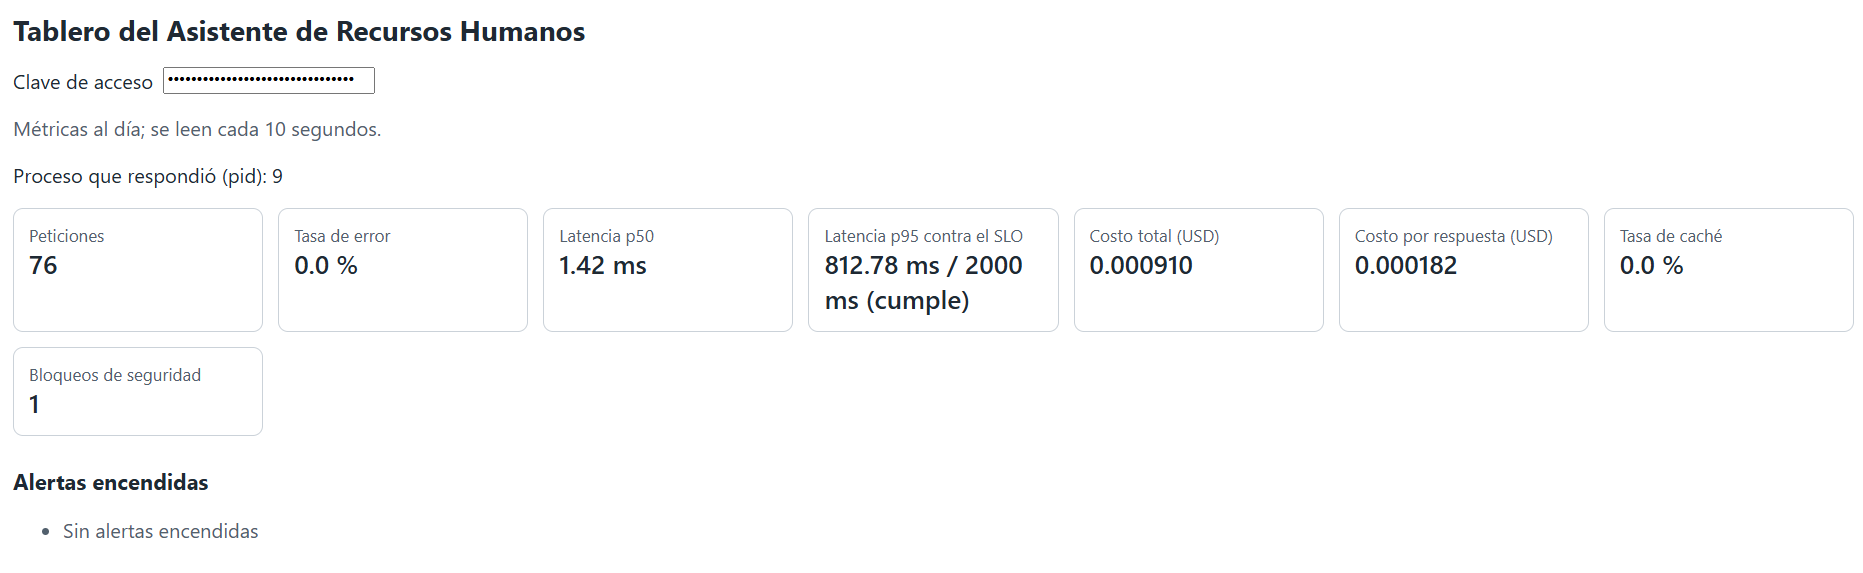 Tablero del Asistente de Recursos Humanos
Clave de acceso ••••••••••••••••••••••••••••••••
Métricas al día; se leen cada 10 segundos.
Proceso que respondió (pid): 9
Peticiones
76
Tasa de error
0.0 %
Latencia p50
1.42 ms
Latencia p95 contra el SLO
812.78 ms / 2000
ms (cumple)
Costo total (USD)
0.000910
Costo por respuesta (USD)
0.000182
Tasa de caché
0.0 %
Bloqueos de seguridad
1
Alertas encendidas
• Sin alertas encendidas